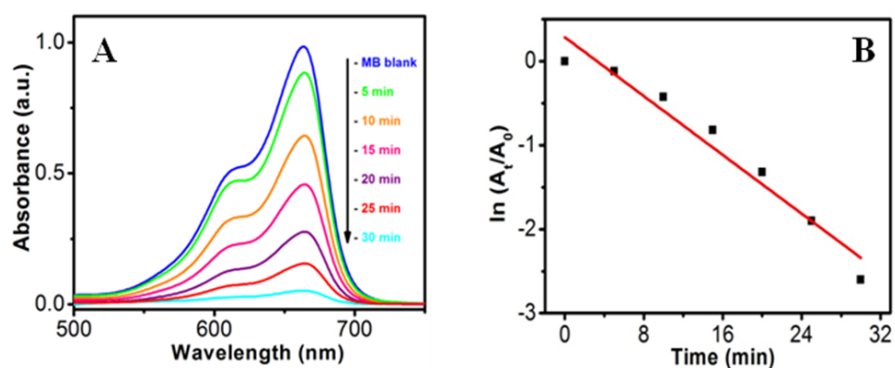 A
1.0
0.5
0.0
500
600
700
Absorbance (a.u.)
Wavelength (nm)
- MB blank
- 5 min
- 10 min
- 15 min
- 20 min
- 25 min
- 30 min
B
0
-1
-2
-3
0
8
16
24
32
ln (At/A0)
Time (min)